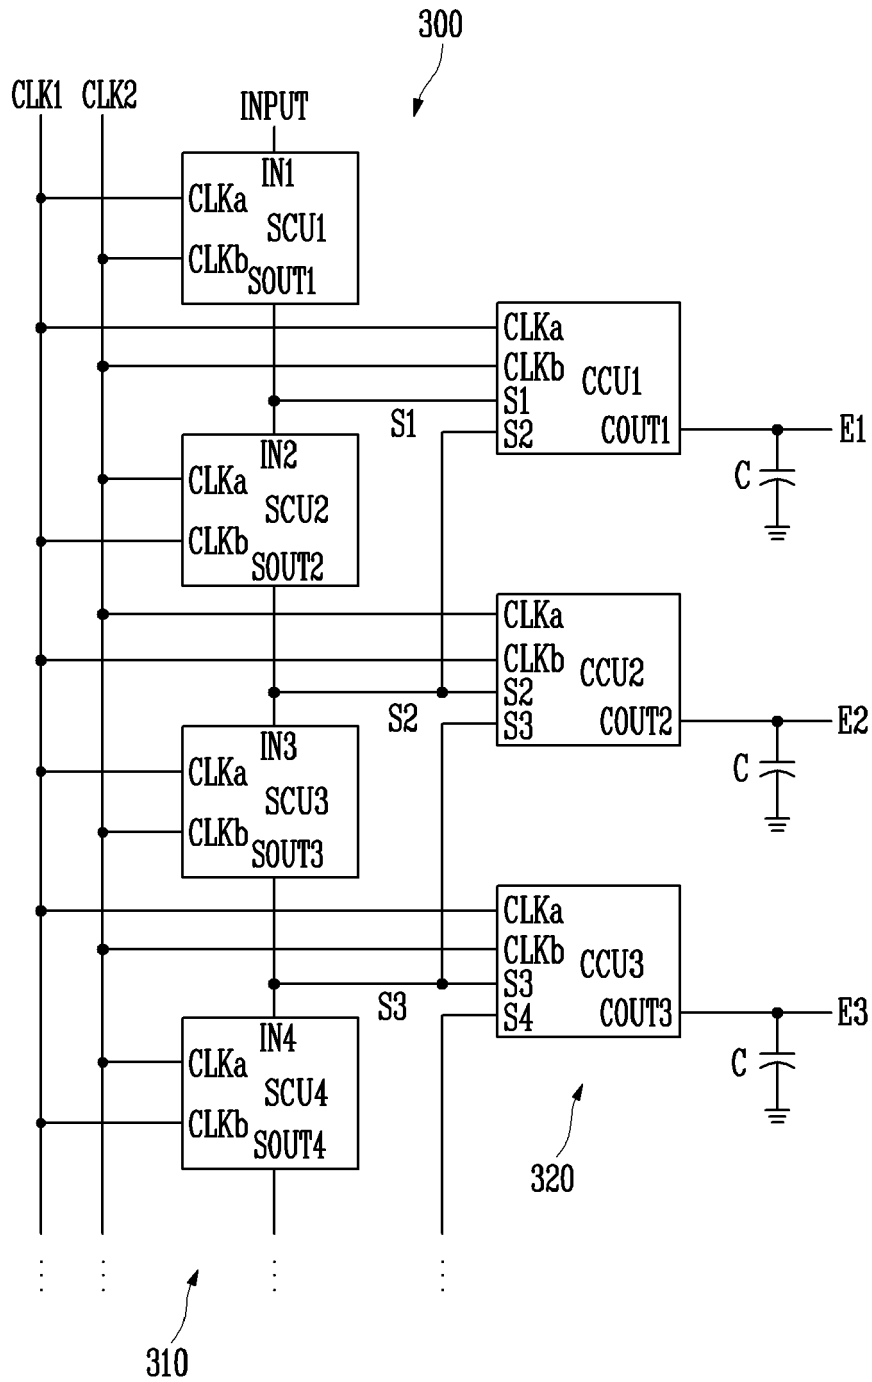 300
CLK1 CLK2 INPUT
IN1
CLKa
SCU1
CLKb
SOUT1
CLKa
CLKb
CCU1
S1
S2
COUT1
E1
S1
C
IN2
CLKa
SCU2
CLKb
SOUT2
CLKa
CLKb
CCU2
S2
S3
COUT2
E2
S2
C
IN3
CLKa
SCU3
CLKb
SOUT3
CLKa
CLKb
CCU3
S3
S4
COUT3
E3
S3
C
IN4
CLKa
SCU4
CLKb
SOUT4
320
310